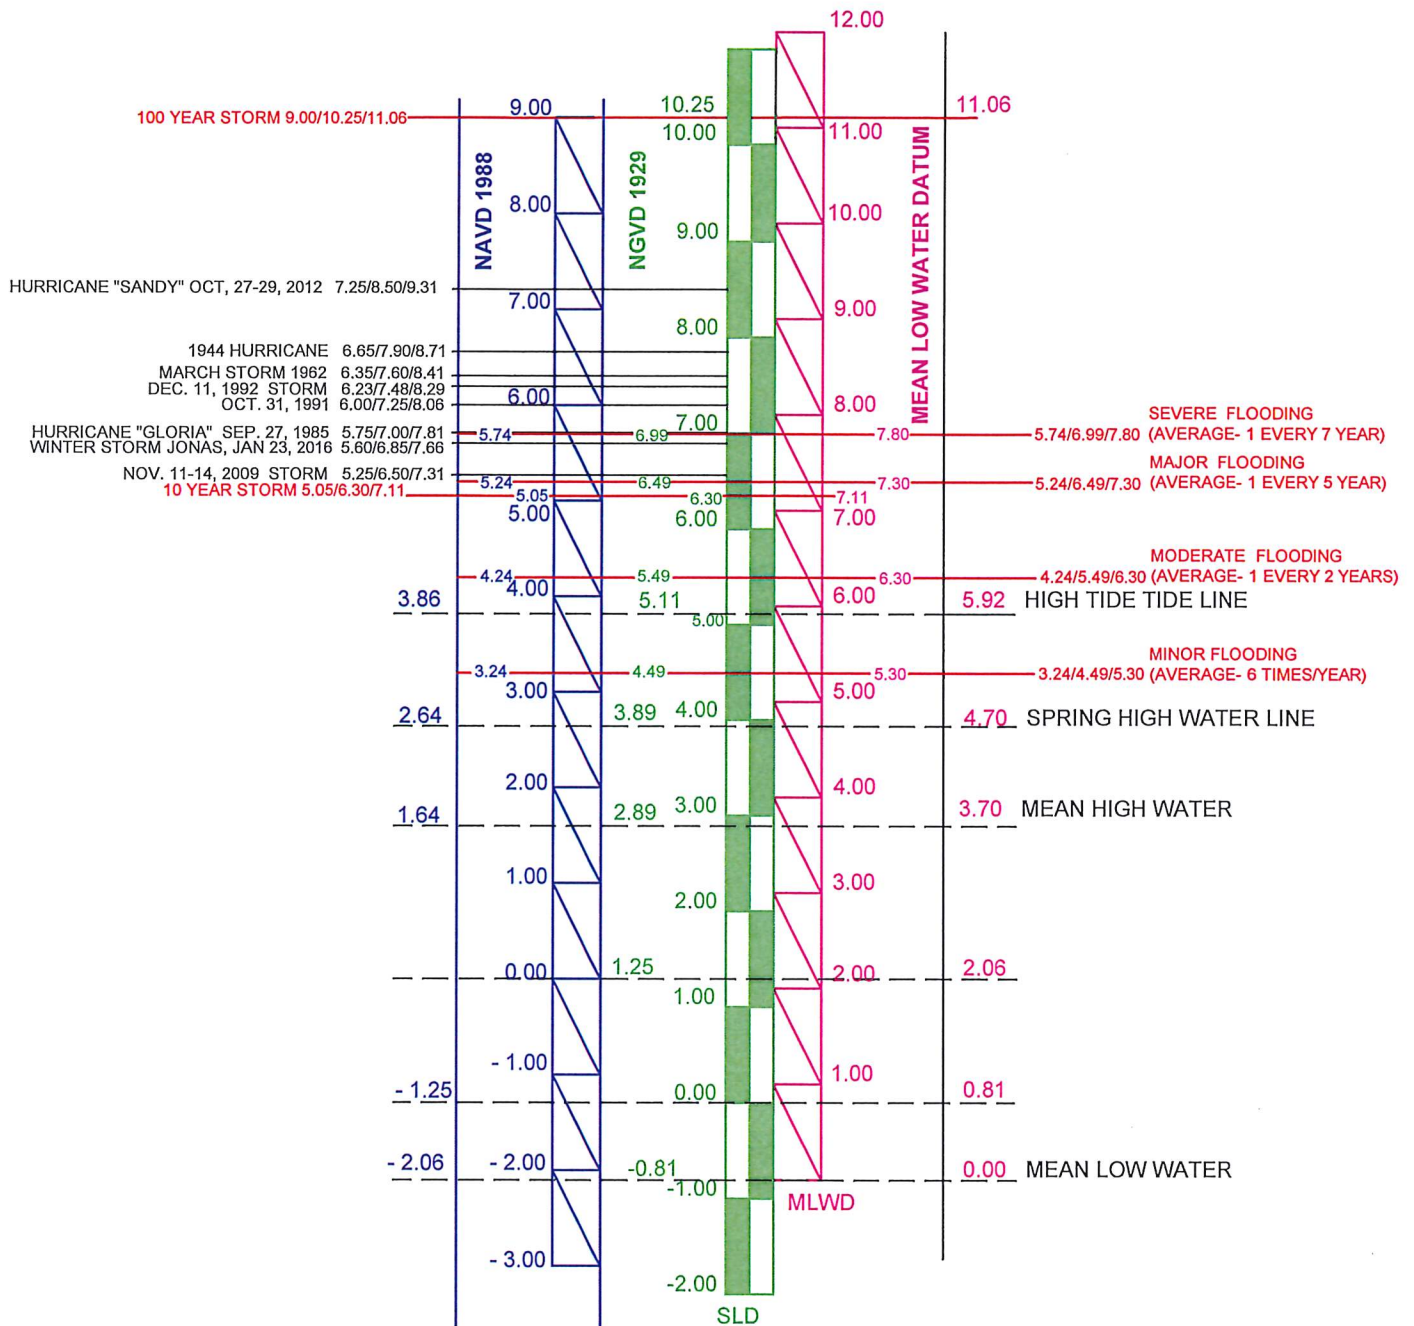 12.00
100 YEAR STORM 9.00/10.25/11.06
9.00
10.25
11.06
10.00
11.00
NAVD 1988
NGVD 1929
MEAN LOW WATER DATUM
8.00
9.00
10.00
HURRICANE "SANDY" OCT, 27-29, 2012 7.25/8.50/9.31
7.00
8.00
9.00
1944 HURRICANE 6.65/7.90/8.71
MARCH STORM 1962 6.35/7.60/8.41
DEC. 11, 1992 STORM 6.23/7.48/8.29
OCT. 31, 1991 6.00/7.25/8.06
6.00
7.00
8.00
HURRICANE "GLORIA" SEP. 27, 1985 5.75/7.00/7.81
5.74
6.99
7.80
SEVERE FLOODING
5.74/6.99/7.80 (AVERAGE- 1 EVERY 7 YEAR)
WINTER STORM JONAS, JAN 23, 2016 5.60/6.85/7.66
NOV. 11-14, 2009 STORM 5.25/6.50/7.31
5.24
6.49
7.30
MAJOR FLOODING
5.24/6.49/7.30 (AVERAGE- 1 EVERY 5 YEAR)
10 YEAR STORM 5.05/6.30/7.11
5.05
6.30
7.11
5.00
6.00
7.00
4.24
5.49
6.30
MODERATE FLOODING
4.24/5.49/6.30 (AVERAGE- 1 EVERY 2 YEARS)
3.86
4.00
5.11
5.00
6.00
5.92
HIGH TIDE TIDE LINE
3.24
4.49
5.30
MINOR FLOODING
3.24/4.49/5.30 (AVERAGE- 6 TIMES/YEAR)
3.00
5.00
2.64
3.89
4.00
4.70
SPRING HIGH WATER LINE
2.00
4.00
1.64
2.89
3.00
3.70
MEAN HIGH WATER
1.00
2.00
3.00
0.00
1.25
2.00
2.06
1.00
- 1.00
1.00
- 1.25
0.00
0.81
- 2.06
- 2.00
-0.81
-1.00
0.00
MEAN LOW WATER
MLWD
- 3.00
-2.00
SLD